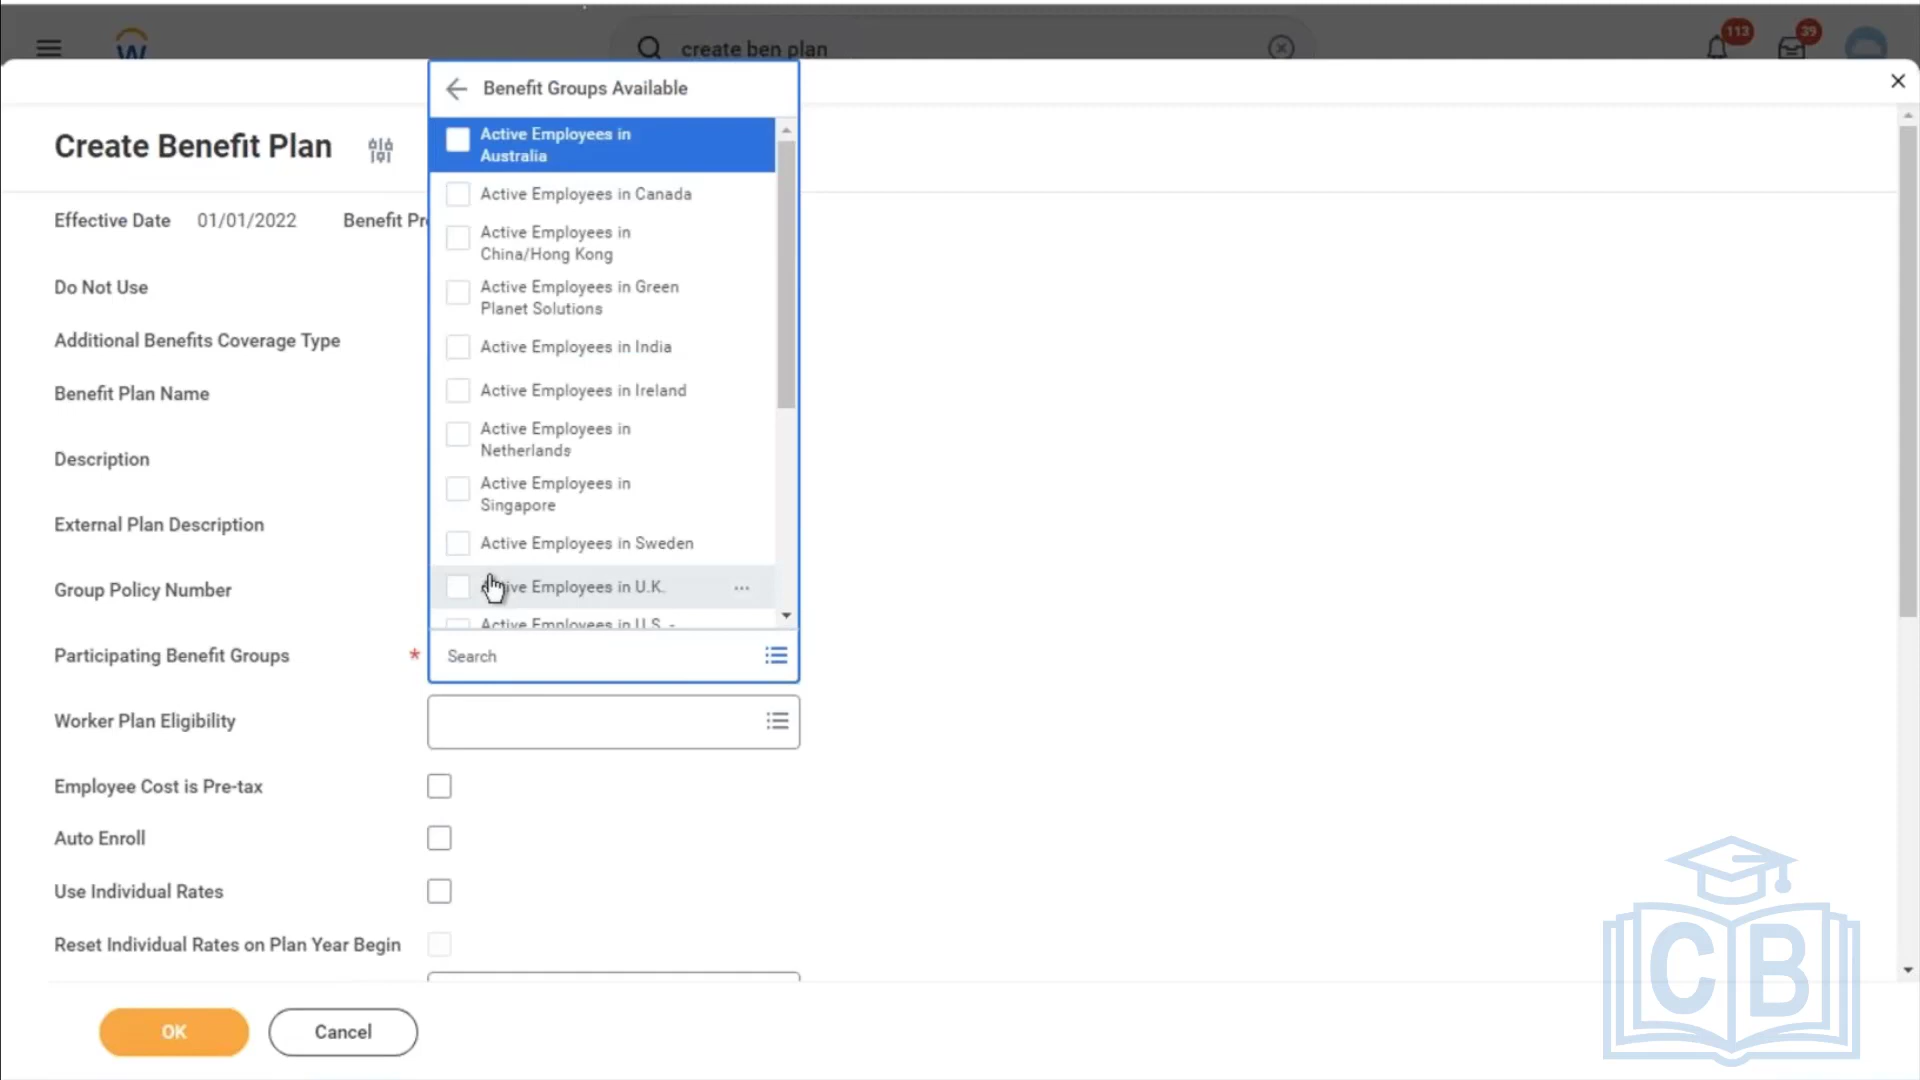 W
create ben plan
113
39
Benefit Groups Available
Create Benefit Plan
Active Employees in
Australia
Active Employees in Canada
Effective Date 01/01/2022 Benefit Pr
Active Employees in
China/Hong Kong
Do Not Use
Active Employees in Green
Planet Solutions
Additional Benefits Coverage Type
Active Employees in India
Benefit Plan Name
Active Employees in Ireland
Active Employees in
Netherlands
Description
Active Employees in
Singapore
External Plan Description
Active Employees in Sweden
Group Policy Number
Active Employees in U.K.
Active Employees in U.S. -
Participating Benefit Groups * Search
Worker Plan Eligibility
Employee Cost is Pre-tax
Auto Enroll
Use Individual Rates
Reset Individual Rates on Plan Year Begin
OK Cancel
CB